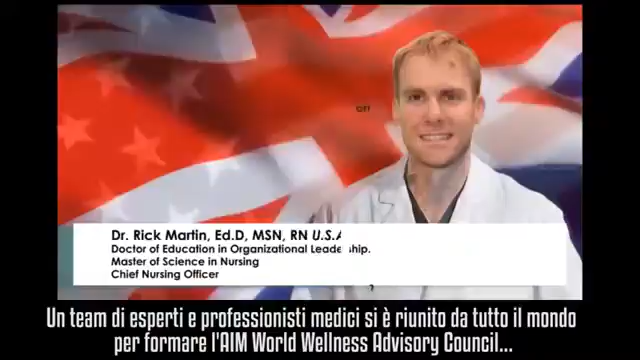 Dr. Rick Martin, Ed.D, MSN, RN U.S.A
Doctor of Education in Organizational Leade ship.
Master of Science in Nursing
Chief Nursing Officer
Un team di esperti e professionisti medici si è riunito da tutto il mondo
per formare l'AIM World Wellness Advisory Council...